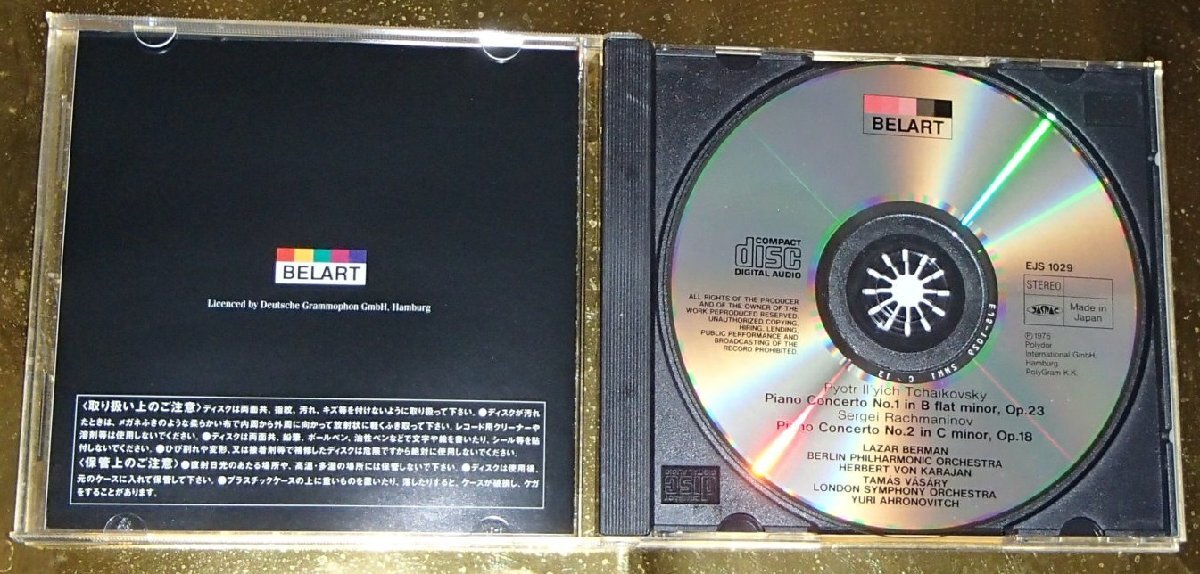 BELART
Licenced by Deutsche Grammophon GmbH, Hamburg
〈取り扱い上のご注意〉ディスクは両面共、指紋、汚れ、キズ等を付けないように取り扱って下さい。●ディスクが汚れ
たときは、メガネふきのような柔らかい布で内周から外周に向かって放射状に軽くふき取って下さい。レコード用クリーナーや
溶剤等は使用しないでください。●ディスクは両面共、鉛筆、ボールペン、油性ペンなどで文字や絵を書いたり、シール等を貼
付しないでください。●ひび割れや変形、又は接着剤等で補修したディスクは危険ですから絶対に使用しないでください。
〈保管上のご注意〉●直射日光のあたる場所や、高温・多湿の場所には保管しないで下さい。●ディスクは使用後、
元のケースに入れて保管して下さい。●プラスチックケースの上に重いものを置いたり、落したりすると、ケースが破損し、ケガ
をすることがあります。
BELART
COMPACT
disc
DIGITAL AUDIO
ALL RIGHTS OF THE PRODUCER
AND OF THE OWNER OF THE
WORK REPRODUCED RESERVED.
UNAUTHORIZED COPYING,
HIRING, LENDING,
PUBLIC PERFORMANCE AND
BROADCASTING OF THE
RECORD PROHIBITED.
EJS 1029
STEREO
JASRAC
Made in
Japan
Ⓟ1975
Polydor
International GmbH,
Hamburg
PolyGram K.K.
Pyotr Il'yich Tchaikovsky
Piano Concerto No.1 in B flat minor, Op.23
Sergei Rachmaninov
Piano Concerto No.2 in C minor, Op.18
LAZAR BERMAN
BERLIN PHILHARMONIC ORCHESTRA
HERBERT VON KARAJAN
TAMÁS VÁSÁRY
LONDON SYMPHONY ORCHESTRA
YURI AHRONOVITCH
disc